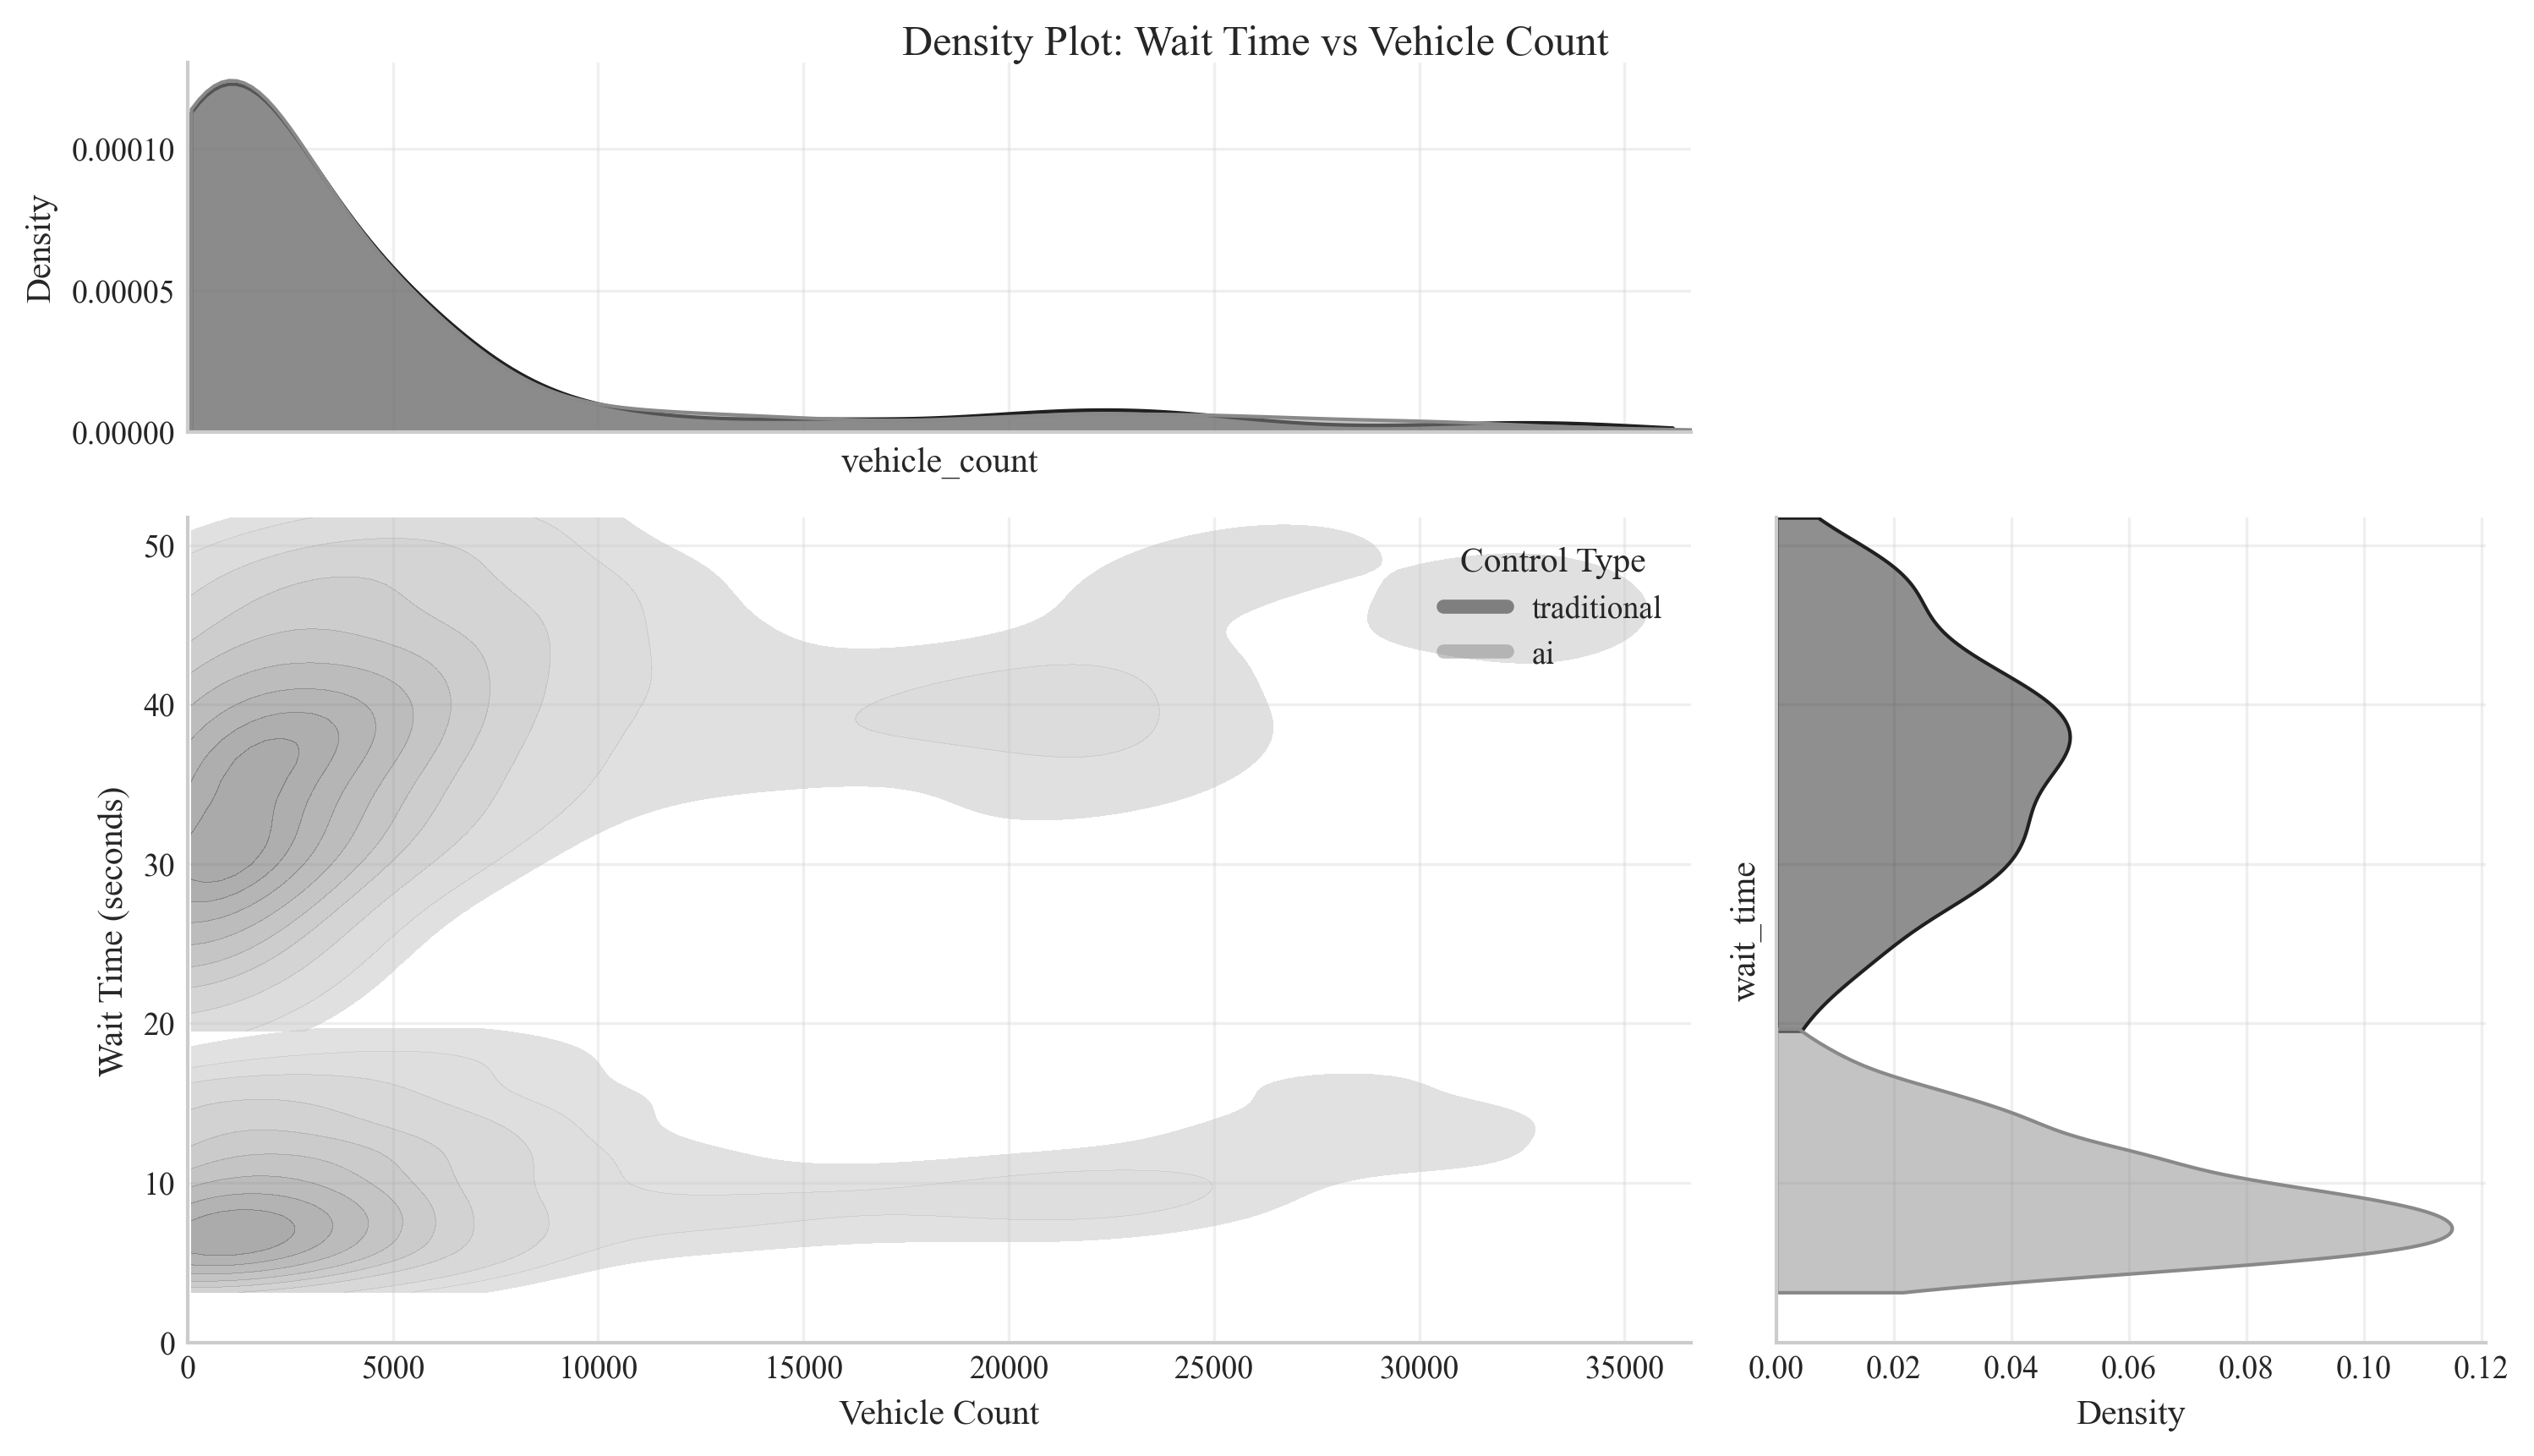 Density Plot: Wait Time vs Vehicle Count
Density
0.00010
0.00005
0.00000
vehicle_count
Wait Time (seconds)
50
40
30
20
10
0
0 5000 10000 15000 20000 25000 30000 35000
Vehicle Count
Control Type
traditional
ai
wait_time
0.00 0.02 0.04 0.06 0.08 0.10 0.12
Density